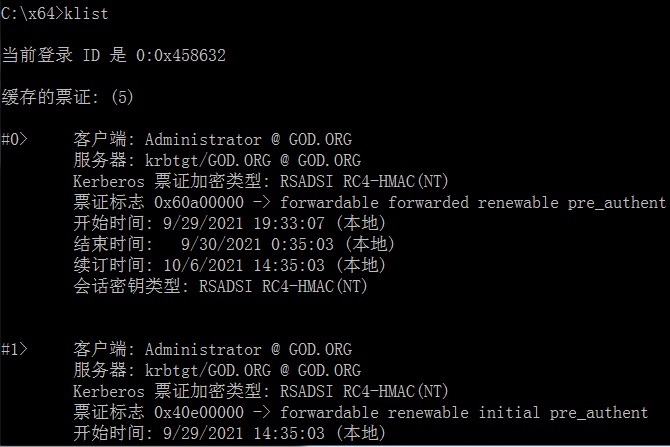 C:\x64>klist
当前登录 ID 是 0:0x458632
缓存的票证: (5)
#0>     客户端: Administrator @ GOD.ORG
        服务器: krbtgt/GOD.ORG @ GOD.ORG
        Kerberos 票证加密类型: RSADSI RC4-HMAC(NT)
        票证标志 0x60a00000 -> forwardable forwarded renewable pre_authent
        开始时间: 9/29/2021 19:33:07 (本地)
        结束时间:   9/30/2021 0:35:03 (本地)
        续订时间: 10/6/2021 14:35:03 (本地)
        会话密钥类型: RSADSI RC4-HMAC(NT)
#1>     客户端: Administrator @ GOD.ORG
        服务器: krbtgt/GOD.ORG @ GOD.ORG
        Kerberos 票证加密类型: RSADSI RC4-HMAC(NT)
        票证标志 0x40e00000 -> forwardable renewable initial pre_authent
        开始时间: 9/29/2021 14:35:03 (本地)